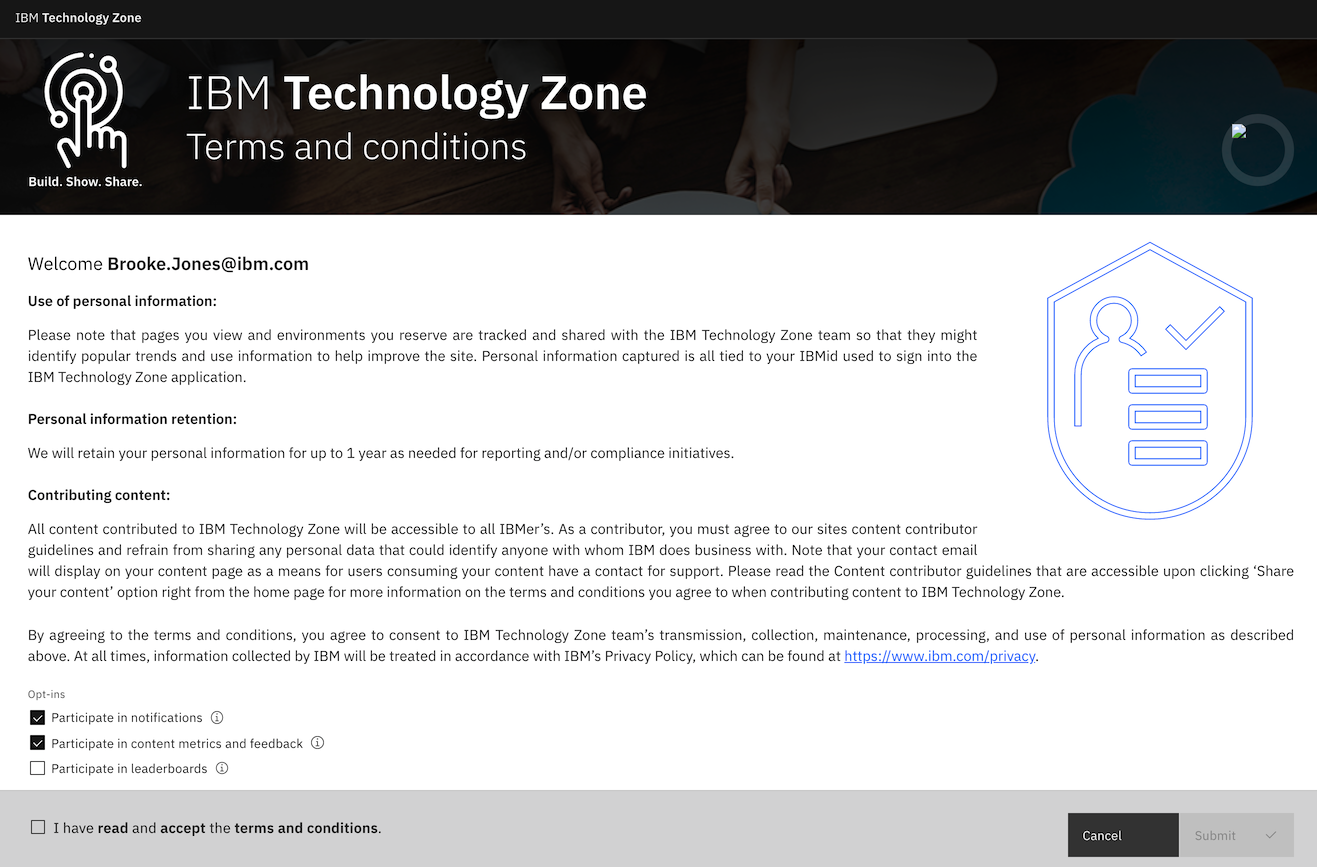 IBM Technology Zone
IBM Technology Zone
Terms and conditions
Build. Show. Share.
Welcome Brooke.Jones@ibm.com
Use of personal information:
Please note that pages you view and environments you reserve are tracked and shared with the IBM Technology Zone team so that they might
identify popular trends and use information to help improve the site. Personal information captured is all tied to your IBMid used to sign into the
IBM Technology Zone application.
Personal information retention:
We will retain your personal information for up to 1 year as needed for reporting and/or compliance initiatives.
Contributing content:
All content contributed to IBM Technology Zone will be accessible to all IBMer’s. As a contributor, you must agree to our sites content contributor
guidelines and refrain from sharing any personal data that could identify anyone with whom IBM does business with. Note that your contact email
will display on your content page as a means for users consuming your content have a contact for support. Please read the Content contributor guidelines that are accessible upon clicking ‘Share
your content’ option right from the home page for more information on the terms and conditions you agree to when contributing content to IBM Technology Zone.
By agreeing to the terms and conditions, you agree to consent to IBM Technology Zone team’s transmission, collection, maintenance, processing, and use of personal information as described
above. At all times, information collected by IBM will be treated in accordance with IBM’s Privacy Policy, which can be found at https://www.ibm.com/privacy.
Opt-ins
Participate in notifications
Participate in content metrics and feedback
Participate in leaderboards
I have read and accept the terms and conditions.
Cancel
Submit